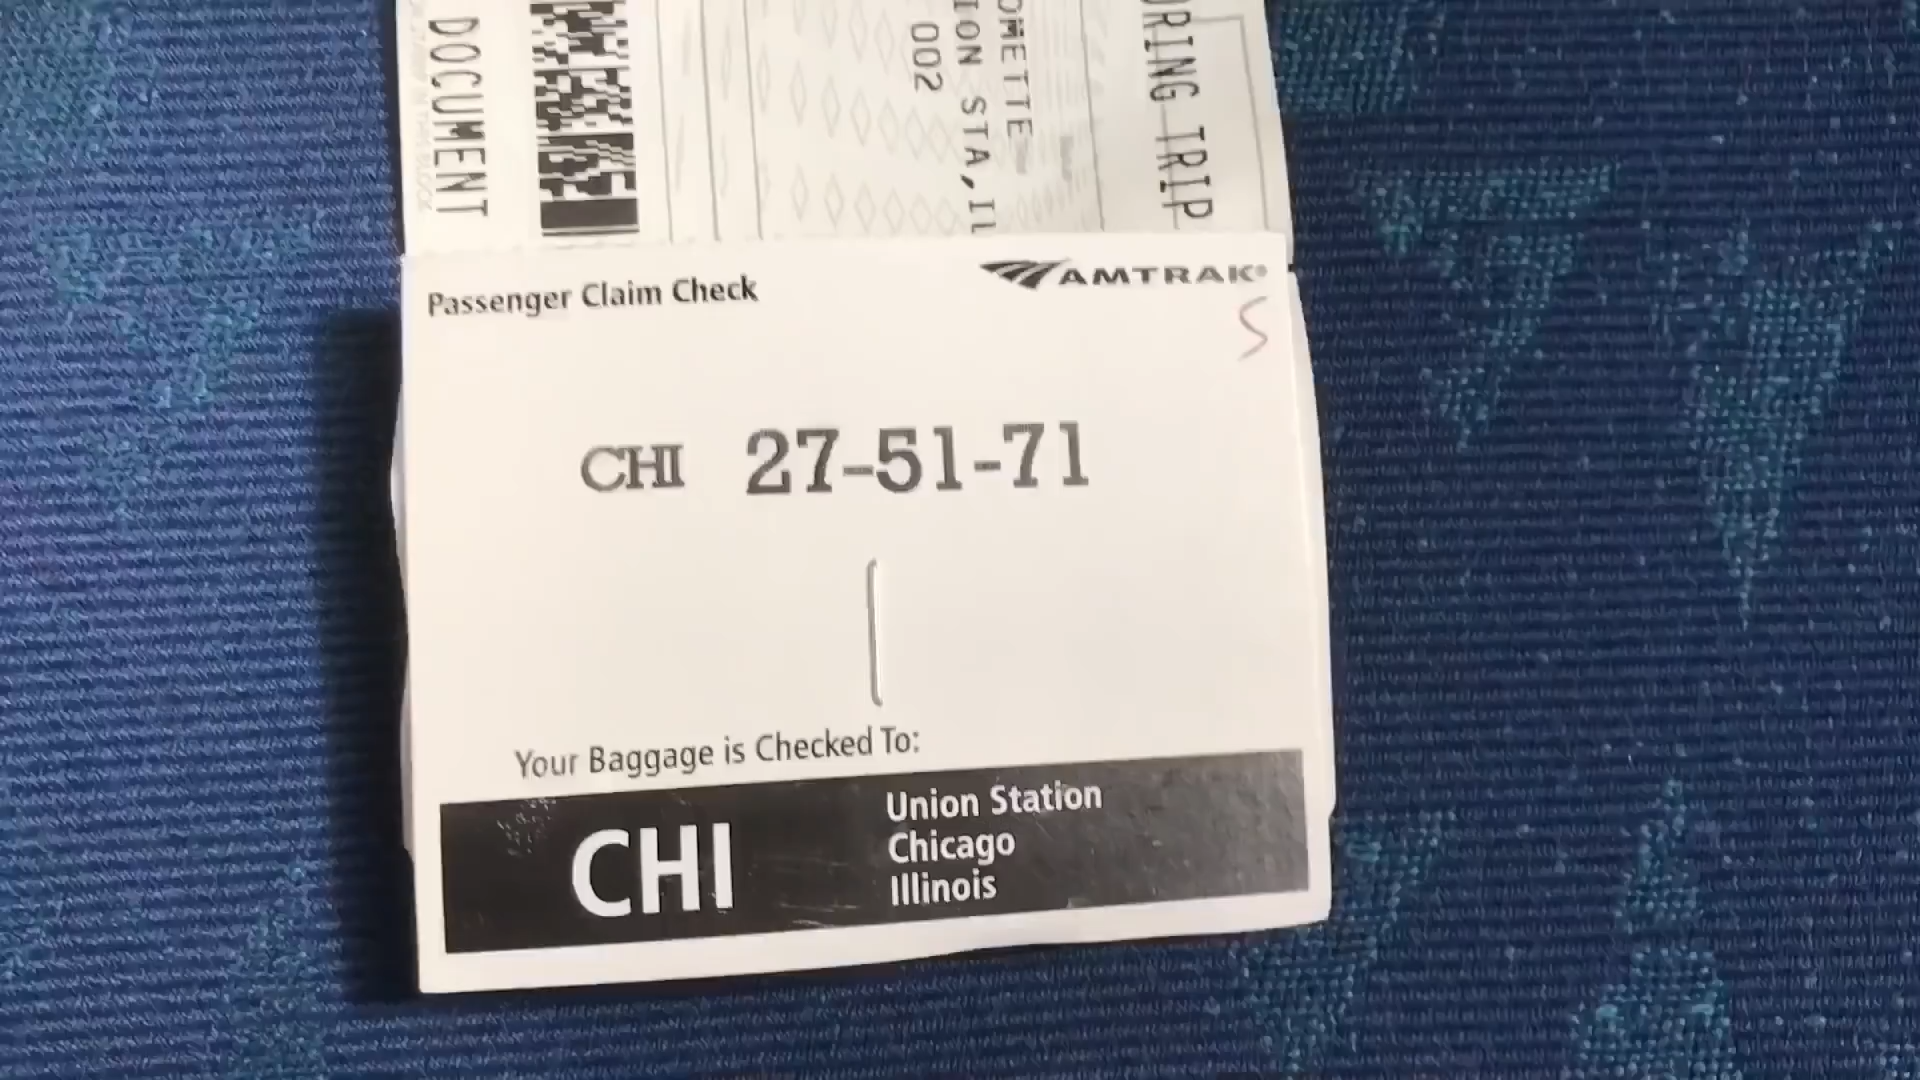 DOCUMENT
002
ION STA,IL
OMETTE
RING TRIP
Passenger Claim Check
AMTRAK®
S
CHI 27-51-71
Your Baggage is Checked To:
CHI
Union Station
Chicago
Illinois